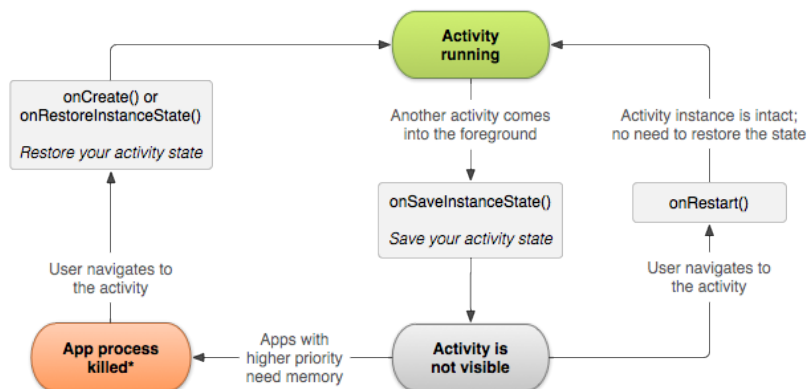 Activity
running
onCreate() or
onRestoreInstanceState()
Restore your activity state
Another activity comes
into the foreground
Activity instance is intact;
no need to restore the state
onSaveInstanceState()
Save your activity state
onRestart()
User navigates to
the activity
User navigates to
the activity
App process
killed*
Apps with
higher priority
need memory
Activity is
not visible